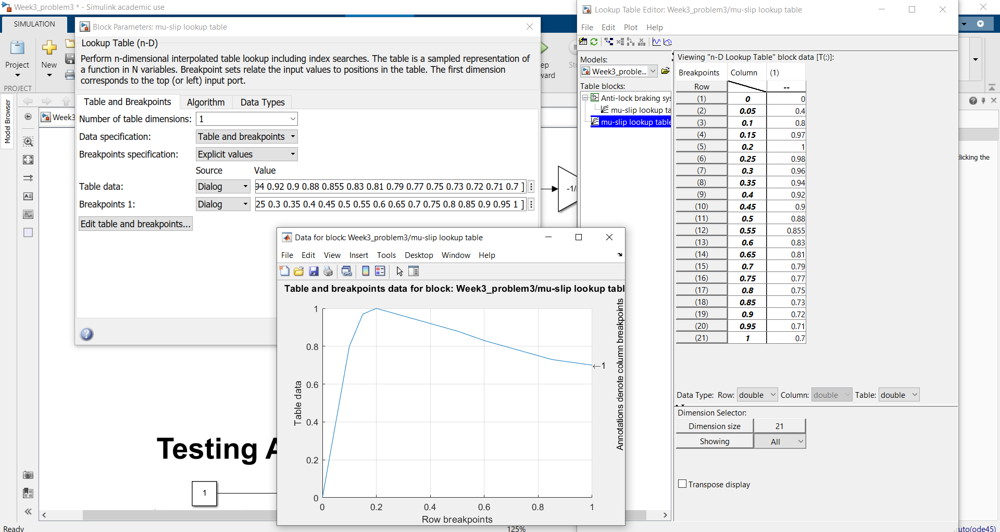 Week3_problem3 * - Simulink academic use
SIMULATION
Project
New
PROJECT
Model Browser
Week3
Block Parameters: mu-slip lookup table
Lookup Table (n-D)
Perform n-dimensional interpolated table lookup including index searches. The table is a sampled representation of
a function in N variables. Breakpoint sets relate the input values to positions in the table. The first dimension
corresponds to the top (or left) input port.
Table and Breakpoints Algorithm Data Types
Number of table dimensions: 1
Data specification: Table and breakpoints
Breakpoints specification: Explicit values
Source Value
Table data: Dialog 94 0.92 0.9 0.88 0.855 0.83 0.81 0.79 0.77 0.75 0.73 0.72 0.71 0.7 ]
Breakpoints 1: Dialog 25 0.3 0.35 0.4 0.45 0.5 0.55 0.6 0.65 0.7 0.75 0.8 0.85 0.9 0.95 1 ]
Edit table and breakpoints...
ep
ward
St
-1/
Testing A
1
Ready
125%
uto(ode45)
licking the
Data for block: Week3_problem3/mu-slip lookup table
File Edit View Insert Tools Desktop Window Help
Table and breakpoints data for block: Week3_problem3/mu-slip lookup tabl
1
0.8
0.6
0.4
0.2
0
Table data
0 0.2 0.4 0.6 0.8 1
Row breakpoints
←1
Annotations denote column breakpoints
Lookup Table Editor: Week3_problem3/mu-slip lookup table
File Edit Plot Help
Models:
Week3_proble...
Table blocks:
Anti-lock braking sys
mu-slip lookup ta
mu-slip lookup table
Viewing "n-D Lookup Table" block data [T(:)]:
Breakpoints Column (1)
Row --
(1) 0 0
(2) 0.05 0.4
(3) 0.1 0.8
(4) 0.15 0.97
(5) 0.2 1
(6) 0.25 0.98
(7) 0.3 0.96
(8) 0.35 0.94
(9) 0.4 0.92
(10) 0.45 0.9
(11) 0.5 0.88
(12) 0.55 0.855
(13) 0.6 0.83
(14) 0.65 0.81
(15) 0.7 0.79
(16) 0.75 0.77
(17) 0.8 0.75
(18) 0.85 0.73
(19) 0.9 0.72
(20) 0.95 0.71
(21) 1 0.7
Data Type: Row: double Column: double Table: double
Dimension Selector:
Dimension size 21
Showing All
Transpose display